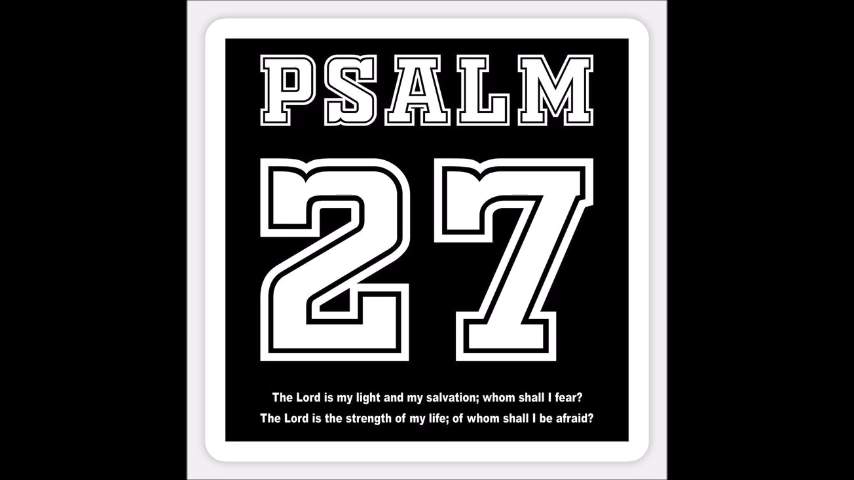 PSALM
27
The Lord is my light and my salvation; whom shall I fear?
The Lord is the strength of my life; of whom shall I be afraid?